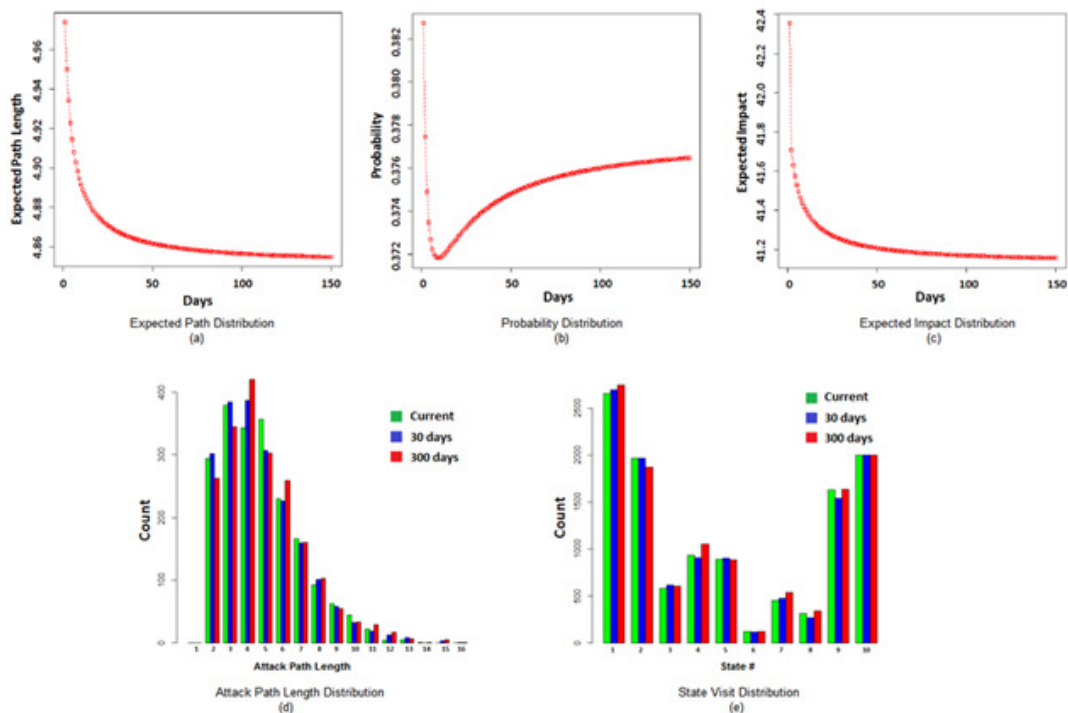 4.86 4.88 4.90 4.92 4.94 4.96
Expected Path Length
0 50 100 150
Days
Expected Path Distribution
(a)
0.372 0.374 0.376 0.378 0.380 0.382
Probability
0 50 100 150
Days
Probability Distribution
(b)
41.2 41.4 41.6 41.8 42.0 42.2 42.4
Expected Impact
0 50 100 150
Days
Expected Impact Distribution
(c)
0 100 200 300 400
Count
Current
30 days
300 days
1 2 3 4 5 6 7 8 9 10 11 12 13 14 15 16
Attack Path Length
Attack Path Length Distribution
(d)
0 500 1000 1500 2000 2500
Count
Current
30 days
300 days
1 2 3 4 5 6 7 8 9 10
State #
State Visit Distribution
(e)